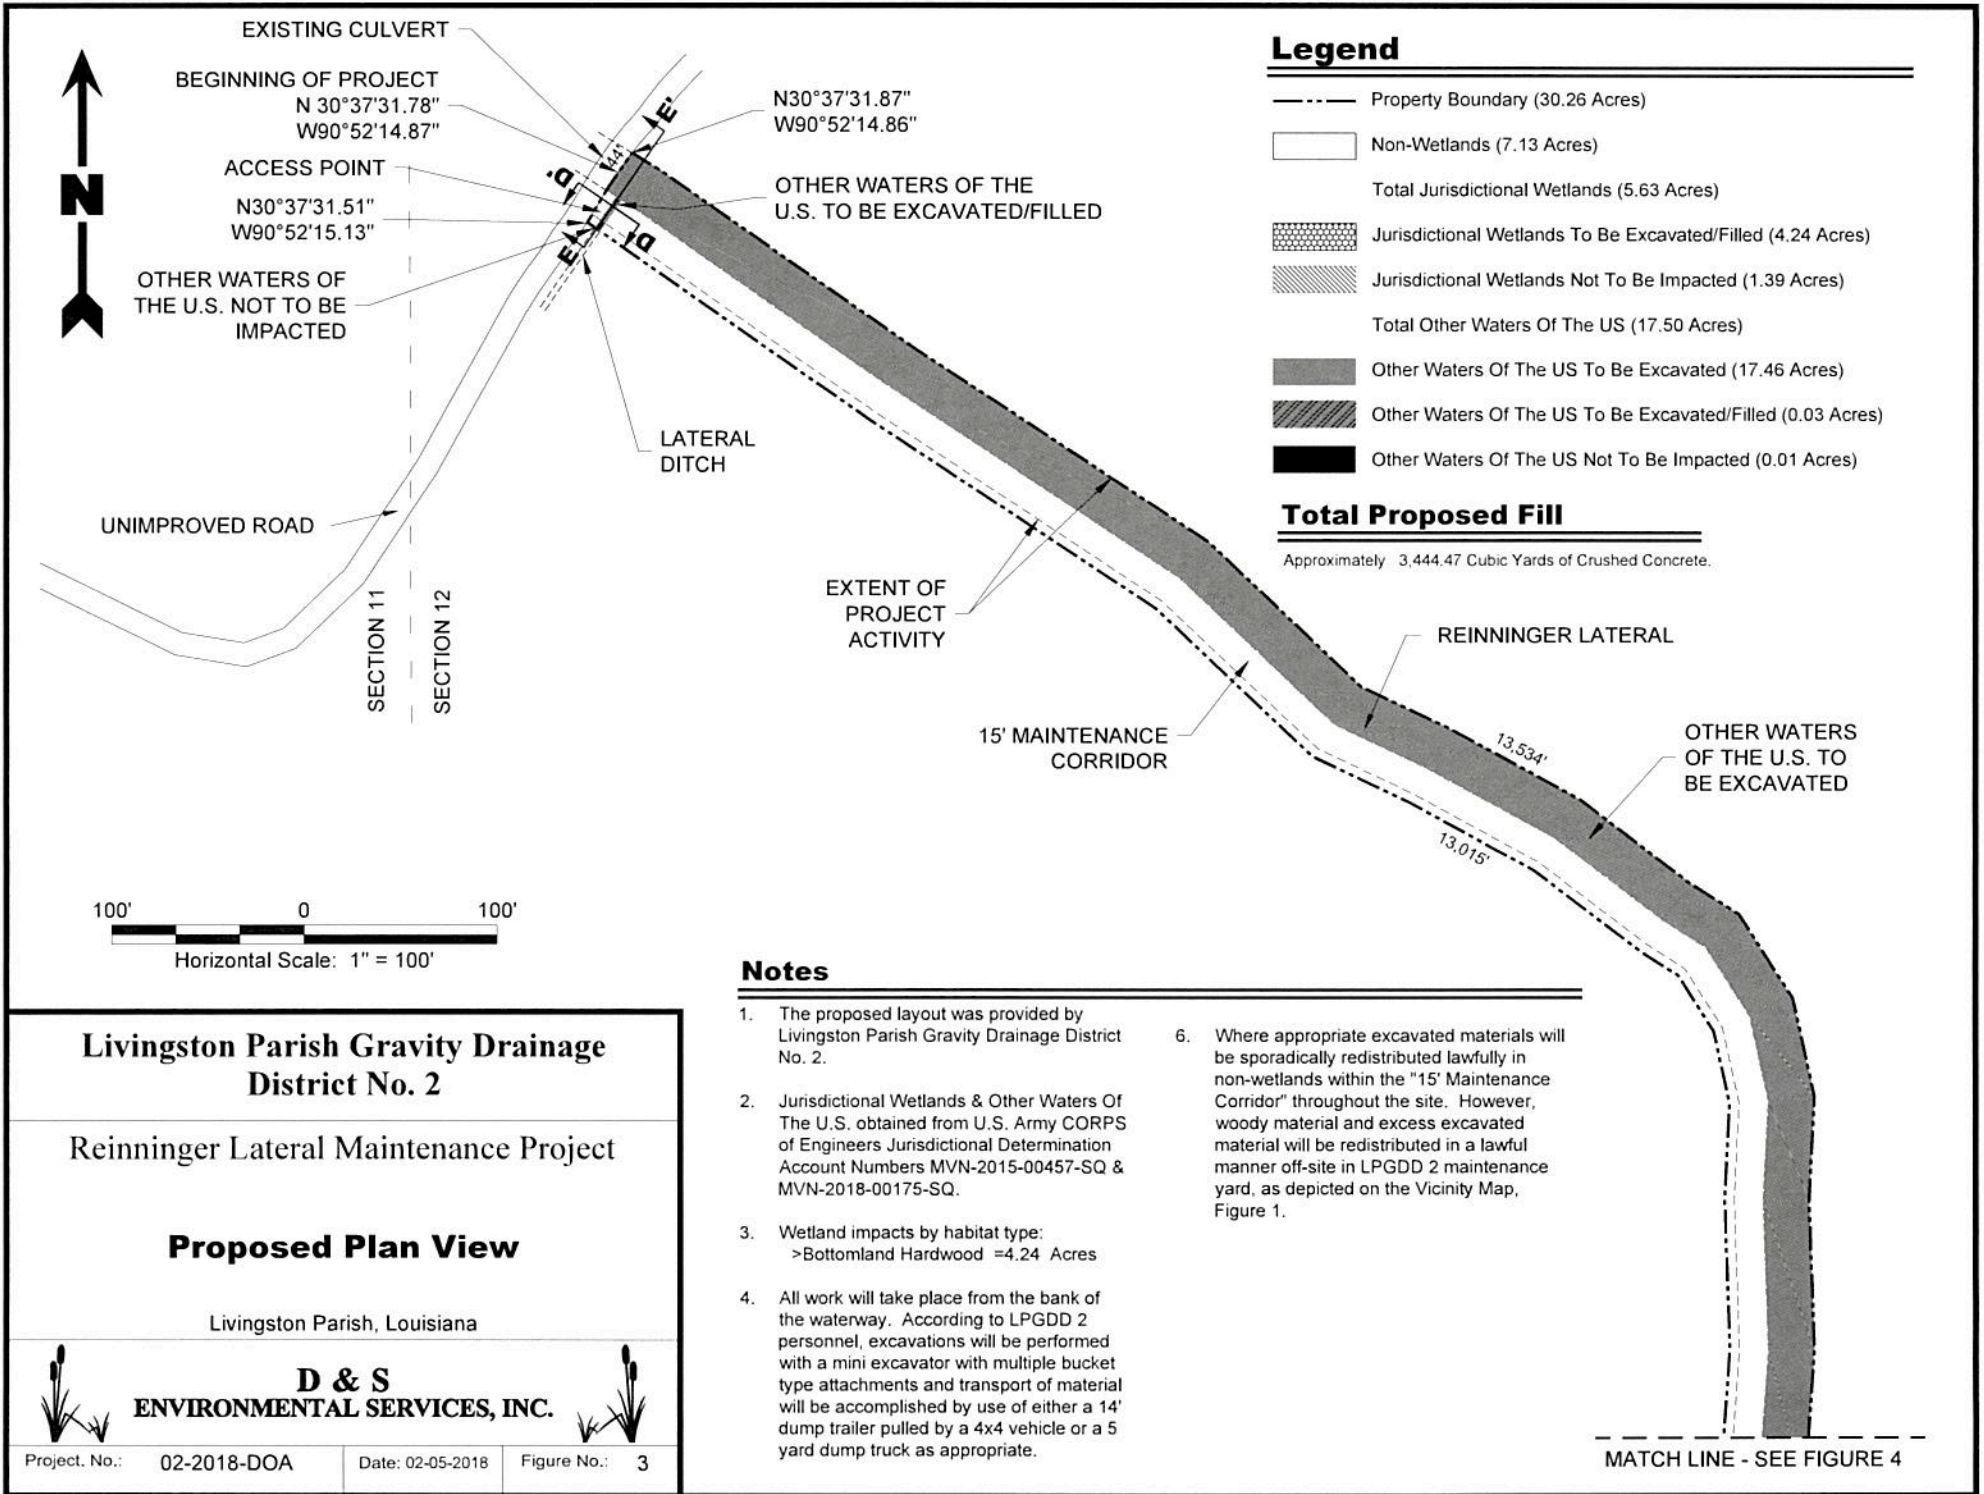 EXISTING CULVERT
BEGINNING OF PROJECT
N 30°37'31.78"
W90°52'14.87"
ACCESS POINT
N30°37'31.51"
W90°52'15.13"
OTHER WATERS OF
THE U.S. NOT TO BE
IMPACTED
N
UNIMPROVED ROAD
SECTION 11
SECTION 12
E'
44'
D'
D'
E
N30°37'31.87"
W90°52'14.86"
OTHER WATERS OF THE
U.S. TO BE EXCAVATED/FILLED
LATERAL
DITCH
EXTENT OF
PROJECT
ACTIVITY
15' MAINTENANCE
CORRIDOR
REINNINGER LATERAL
13,534'
13,015'
OTHER WATERS
OF THE U.S. TO
BE EXCAVATED
MATCH LINE - SEE FIGURE 4
Legend
Property Boundary (30.26 Acres)
Non-Wetlands (7.13 Acres)
Total Jurisdictional Wetlands (5.63 Acres)
Jurisdictional Wetlands To Be Excavated/Filled (4.24 Acres)
Jurisdictional Wetlands Not To Be Impacted (1.39 Acres)
Total Other Waters Of The US (17.50 Acres)
Other Waters Of The US To Be Excavated (17.46 Acres)
Other Waters Of The US To Be Excavated/Filled (0.03 Acres)
Other Waters Of The US Not To Be Impacted (0.01 Acres)
Total Proposed Fill
Approximately 3,444.47 Cubic Yards of Crushed Concrete.
100' 0 100'
Horizontal Scale: 1" = 100'
Notes
1. The proposed layout was provided by
Livingston Parish Gravity Drainage District
No. 2.
2. Jurisdictional Wetlands & Other Waters Of
The U.S. obtained from U.S. Army CORPS
of Engineers Jurisdictional Determination
Account Numbers MVN-2015-00457-SQ &
MVN-2018-00175-SQ.
3. Wetland impacts by habitat type:
>Bottomland Hardwood =4.24 Acres
4. All work will take place from the bank of
the waterway. According to LPGDD 2
personnel, excavations will be performed
with a mini excavator with multiple bucket
type attachments and transport of material
will be accomplished by use of either a 14'
dump trailer pulled by a 4x4 vehicle or a 5
yard dump truck as appropriate.
6. Where appropriate excavated materials will
be sporadically redistributed lawfully in
non-wetlands within the "15' Maintenance
Corridor" throughout the site. However,
woody material and excess excavated
material will be redistributed in a lawful
manner off-site in LPGDD 2 maintenance
yard, as depicted on the Vicinity Map,
Figure 1.
Livingston Parish Gravity Drainage
District No. 2
Reinninger Lateral Maintenance Project
Proposed Plan View
Livingston Parish, Louisiana
D & S
ENVIRONMENTAL SERVICES, INC.
Project. No.: 02-2018-DOA Date: 02-05-2018 Figure No.: 3